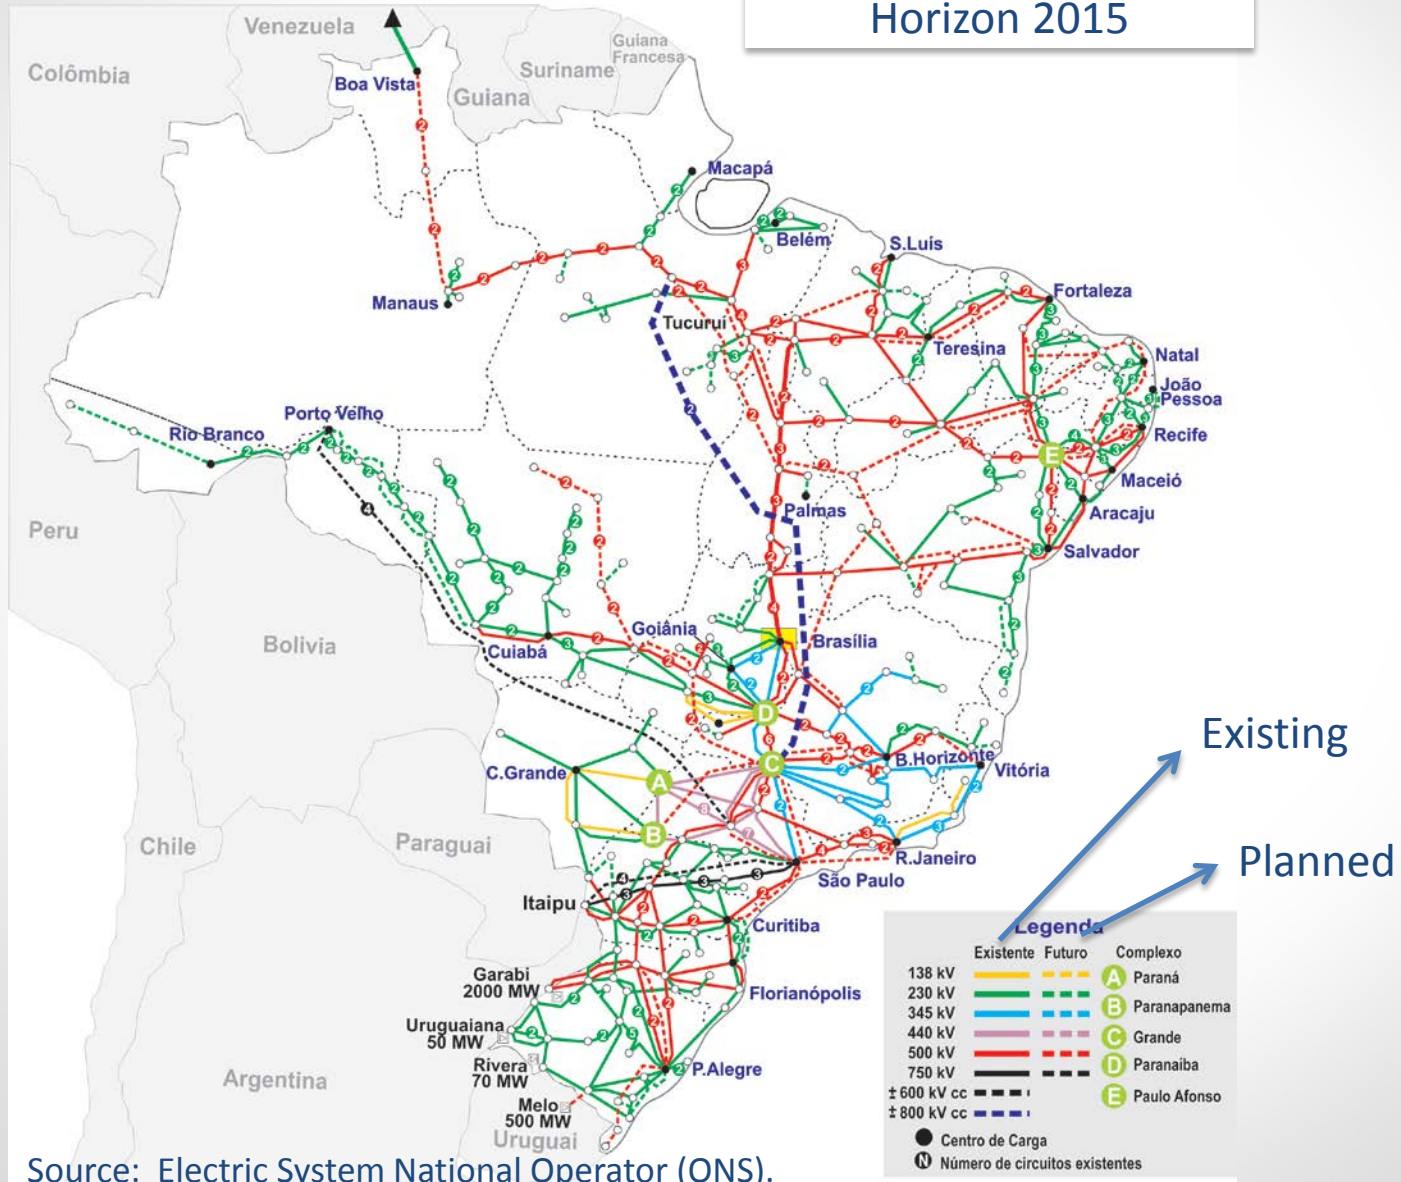 Horizon 2015
Venezuela
Colômbia
Suriname
Guiana
Francesa
Guiana
Boa Vista
Macapá
Belém
S.Luís
Manaus
Fortaleza
Tucuruí
Teresina
Natal
João
Pessoa
Recife
Porto Velho
Rio Branco
E
Maceió
Aracaju
Palmas
Peru
Salvador
Goiânia
Brasília
Cuiabá
Bolivia
D
B.Horizonte
Vitória
Existing
C.Grande
A
C
B
Chile
Paraguai
R.Janeiro
Planned
São Paulo
Itaipu
Curitiba
Garabi
2000 MW
Florianópolis
Uruguaiana
50 MW
Rivera
70 MW
P.Alegre
Argentina
Melo
500 MW
Uruguai
Legenda
Existente Futuro Complexo
138 kV A Paraná
230 kV B Paranapanema
345 kV
440 kV C Grande
500 kV D Paranaíba
750 kV
±600 kV cc E Paulo Afonso
±800 kV cc
Centro de Carga
N Número de circuitos existentes
Source: Electric System National Operator (ONS).